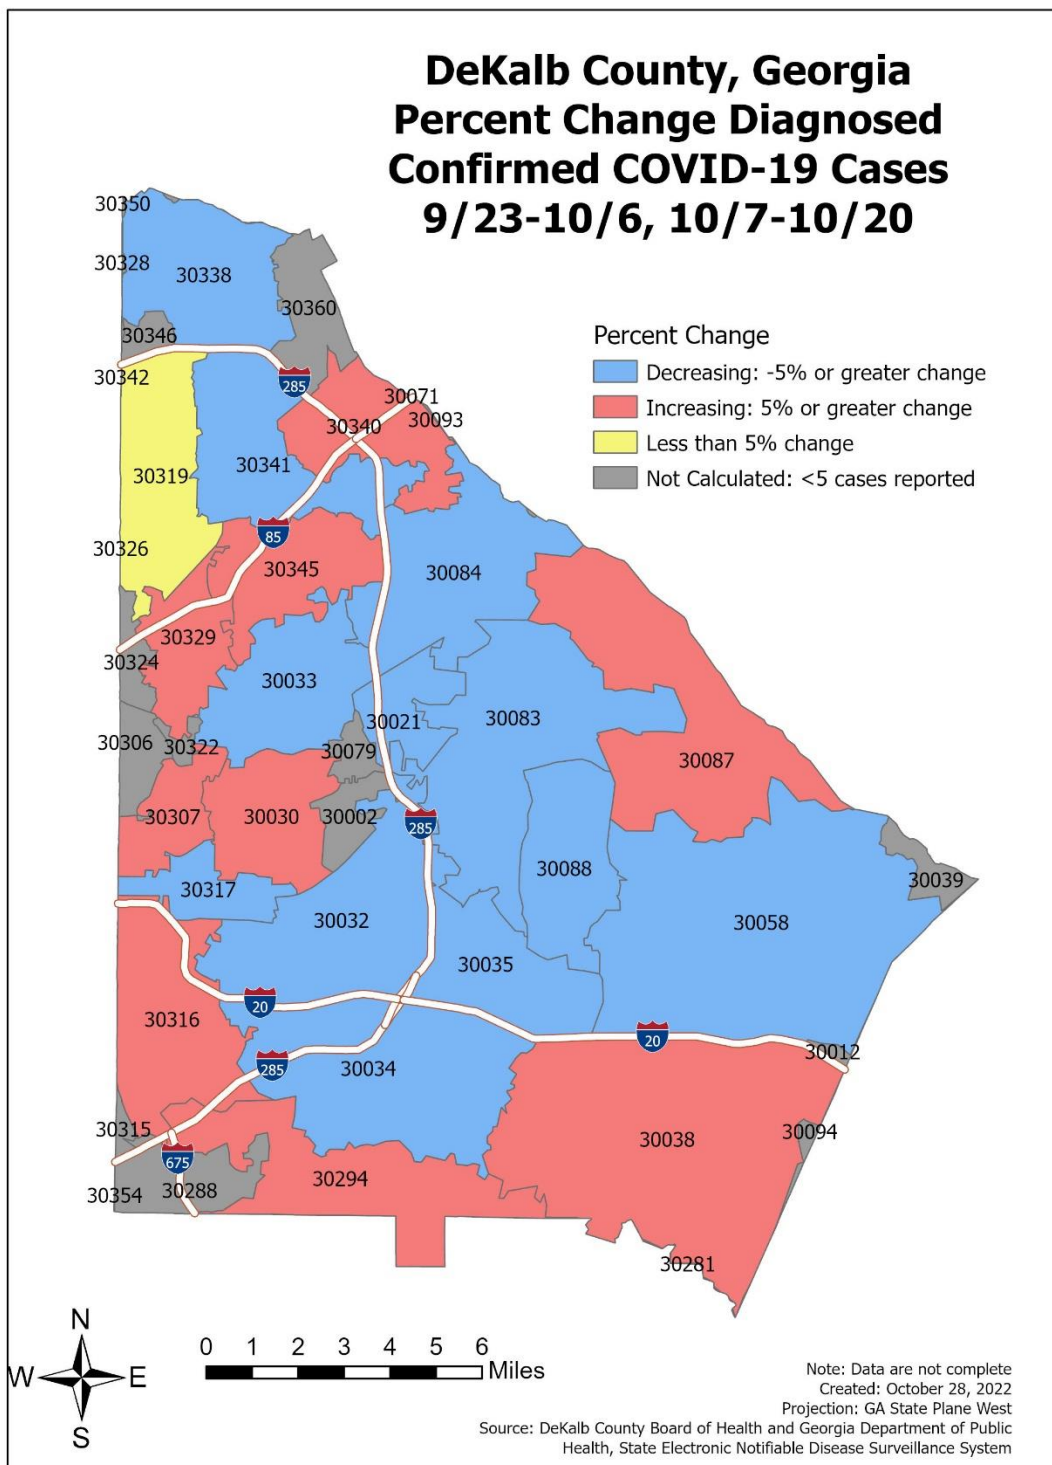 DeKalb County, Georgia
Percent Change Diagnosed
Confirmed COVID-19 Cases
9/23-10/6, 10/7-10/20
Percent Change
Decreasing: -5% or greater change
Increasing: 5% or greater change
Less than 5% change
Not Calculated: <5 cases reported
30350
30328
30338
30360
30346
30342
285
30071
30340
30093
30341
30319
85
30326
30345
30084
30329
30324
30033
30021
30083
30306
30322
30079
30087
30307
30030
30002
285
30088
30039
30317
30032
30058
30035
20
30316
20
30012
285
30034
30315
30038
30094
675
30294
30354
30288
30281
N
W
E
S
0 1 2 3 4 5 6
Miles
Note: Data are not complete
Created: October 28, 2022
Projection: GA State Plane West
Source: DeKalb County Board of Health and Georgia Department of Public
Health, State Electronic Notifiable Disease Surveillance System